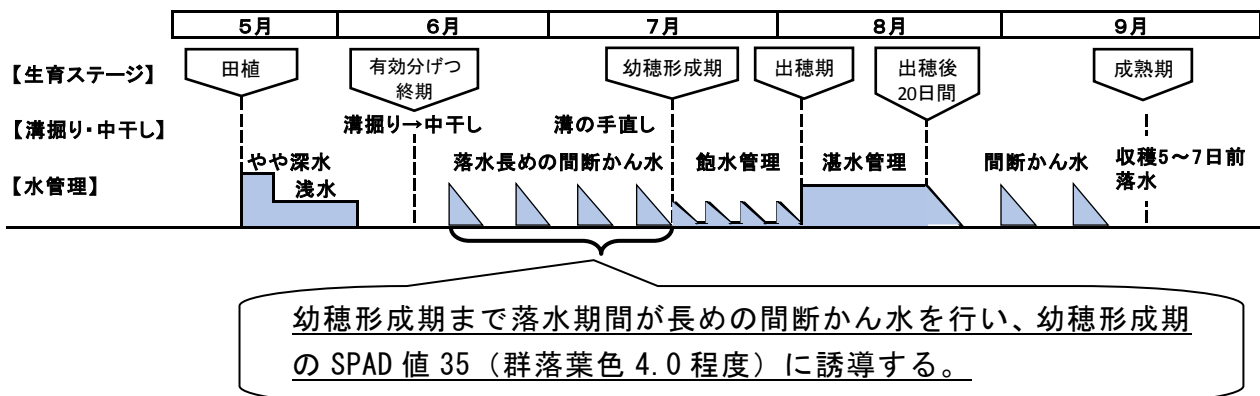 5月 6月 7月 8月 9月
【生育ステージ】
田植
有効分げつ
終期
幼穂形成期
出穂期
出穂後
20日間
成熟期
【溝掘り・中干し】
溝掘り→中干し
溝の手直し
【水管理】
やや深水
浅水
落水長めの間断かん水
飽水管理
湛水管理
間断かん水
収穫5～7日前
落水
幼穂形成期まで落水期間が長めの間断かん水を行い、幼穂形成期
の SPAD 値 35（群落葉色 4.0 程度）に誘導する。